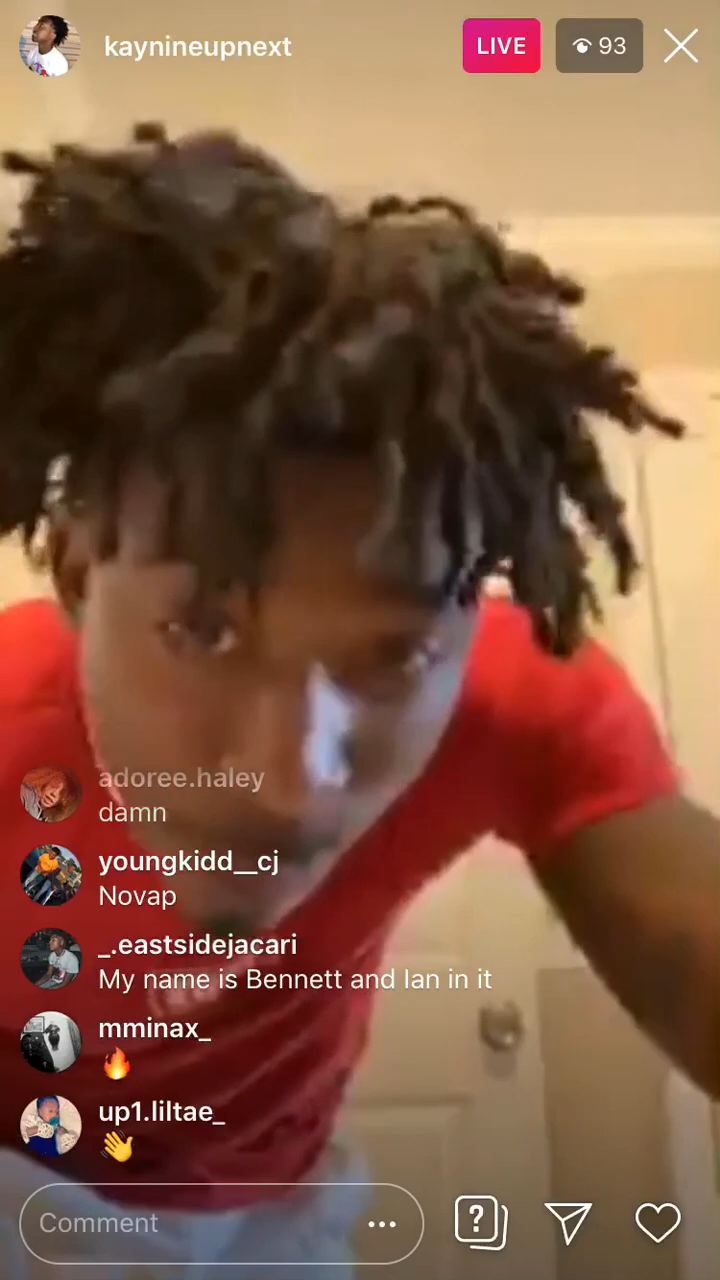 kaynineupnext
LIVE
93
adoree.haley
damn
youngkidd__cj
Novap
_.eastsidejacari
My name is Bennett and Ian in it
mminax_
🔥
up1.liltae_
👋
Comment